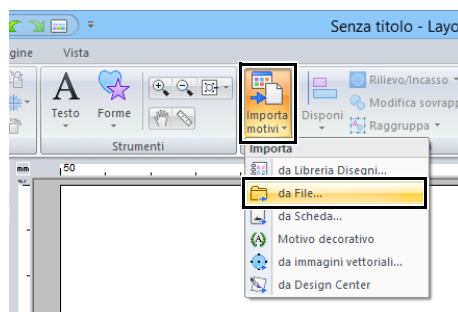 Senza titolo - Layo
gine Vista
Testo
Forme
Importa
motivi
Disponi
Rilievo/Incasso
Modifica sovrapp
Raggruppa
Strumenti
Importa
da Libreria Disegni...
da File...
da Scheda...
Motivo decorativo
da immagini vettoriali...
da Design Center
mm
50